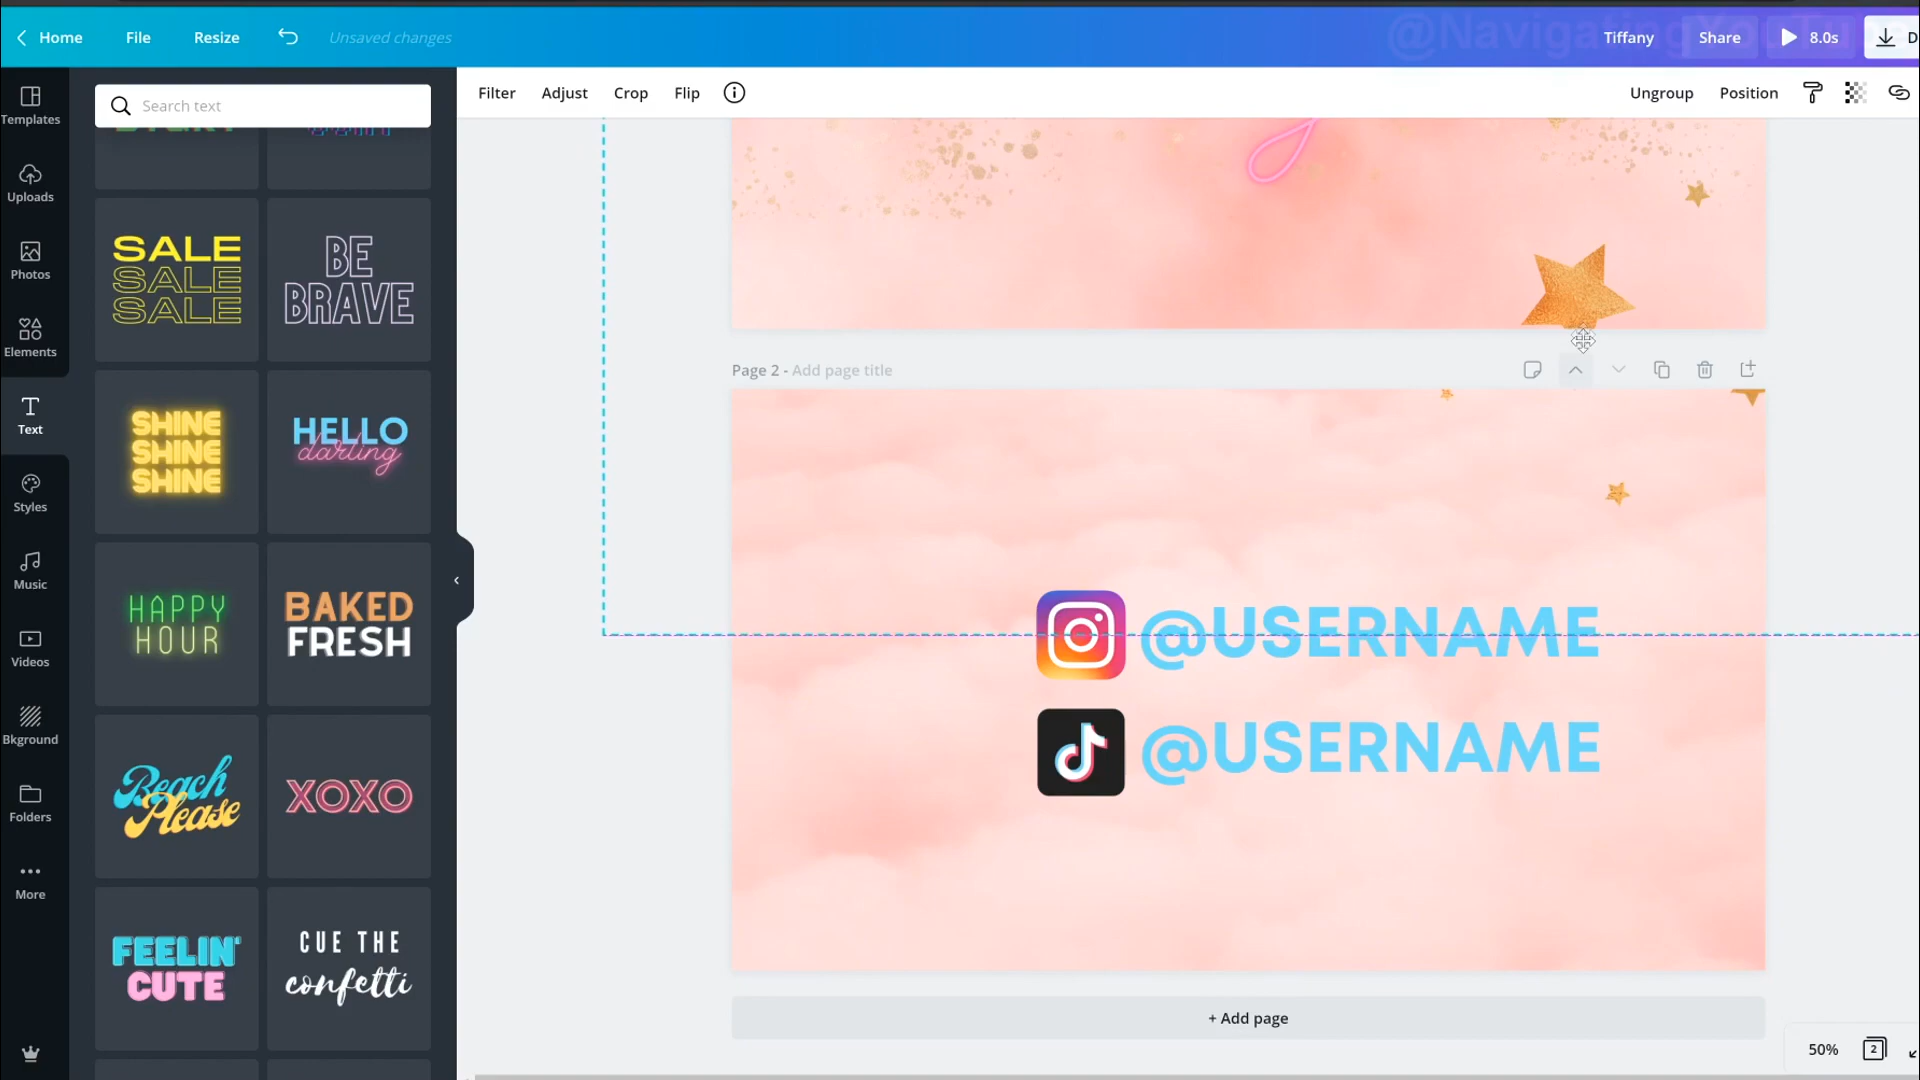 Home File Resize Unsaved changes Tiffany Share 8.0s D
Templates
Uploads
Photos
Elements
Text
Styles
Music
Videos
Bkground
Folders
More
Search text
SALE
SALE
SALE
BE
BRAVE
SHINE
SHINE
SHINE
HELLO
darling
HAPPY
HOUR
BAKED
FRESH
Beach
Please
XOXO
FEELIN'
CUTE
CUE THE
confetti
Filter Adjust Crop Flip Ungroup Position
Page 2 - Add page title
@USERNAME
@USERNAME
+ Add page
50% 2